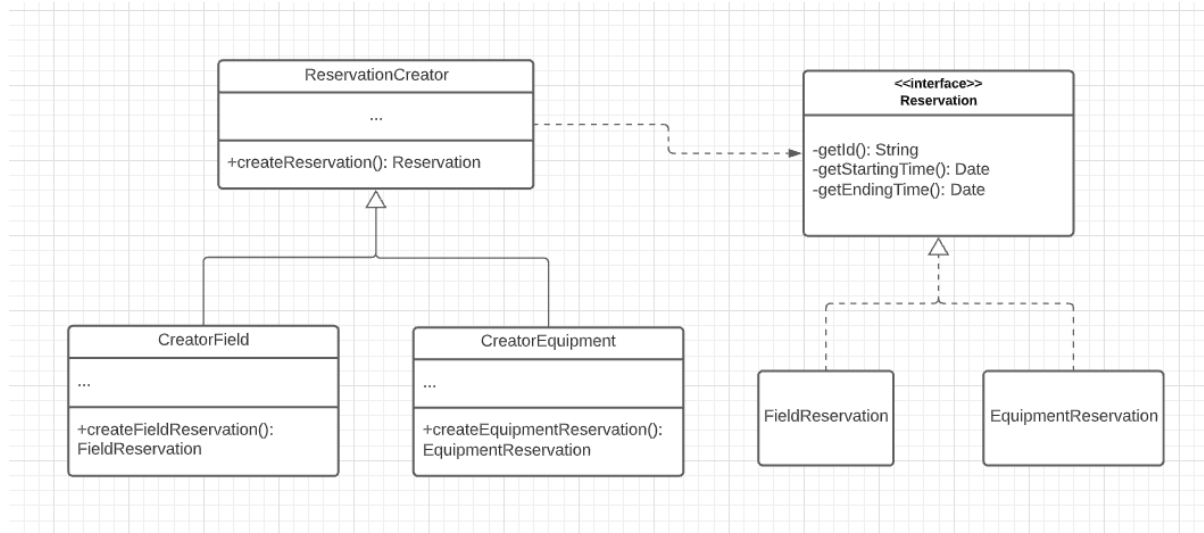 ReservationCreator
...
+createReservation(): Reservation
<<interface>>
Reservation
-getId(): String
-getStartingTime(): Date
-getEndingTime(): Date
CreatorField
...
+createFieldReservation():
FieldReservation
CreatorEquipment
...
+createEquipmentReservation():
EquipmentReservation
FieldReservation
EquipmentReservation